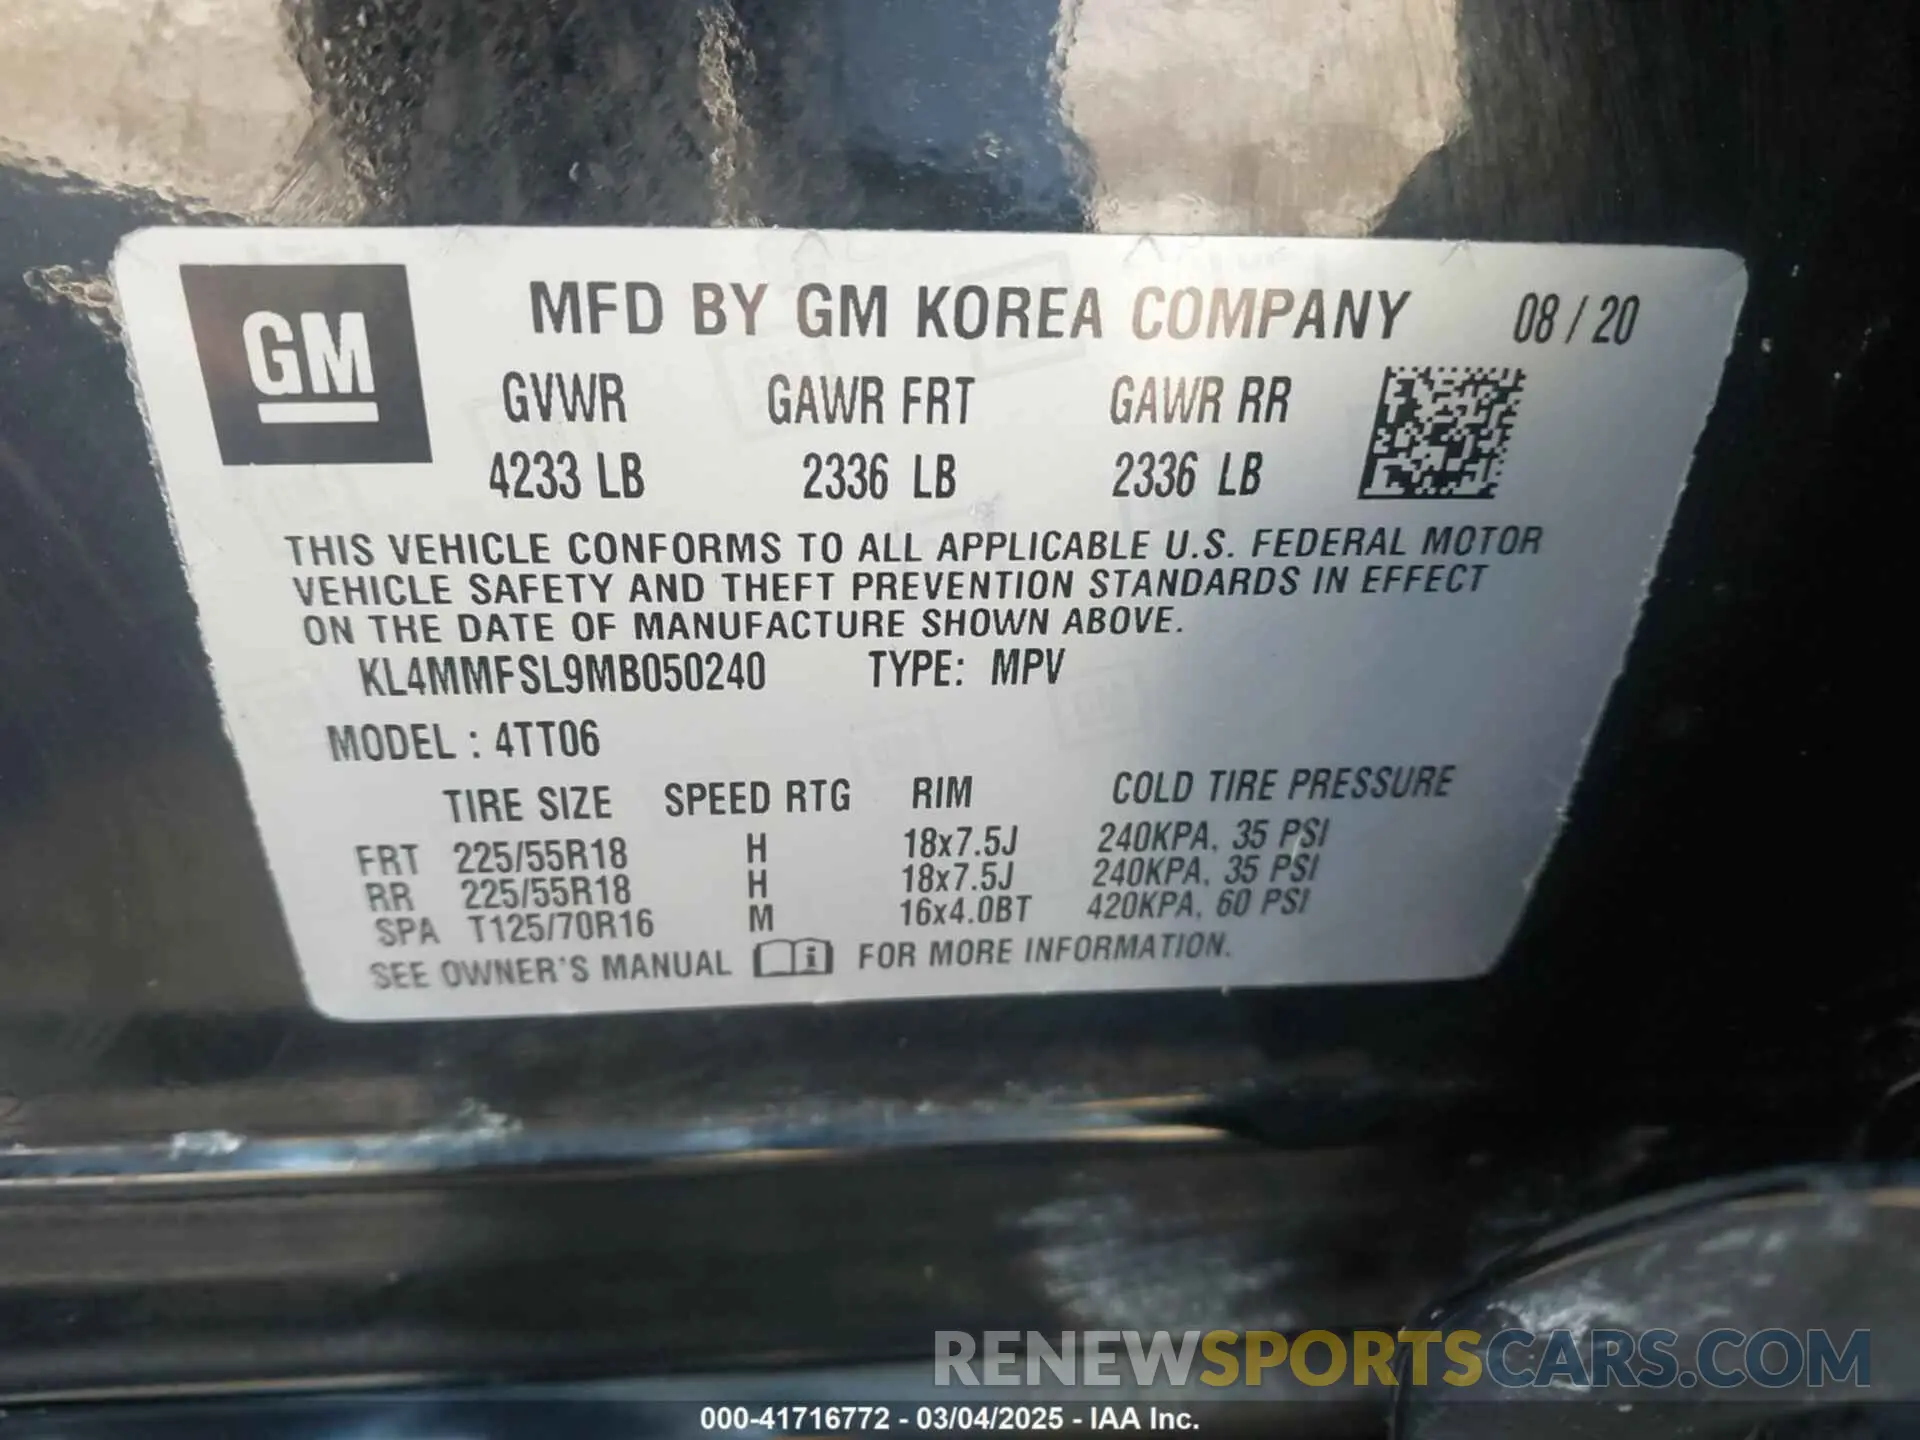 GM
MFD BY GM KOREA COMPANY 08 / 20
GVWR GAWR FRT GAWR RR
4233 LB 2336 LB 2336 LB
THIS VEHICLE CONFORMS TO ALL APPLICABLE U.S. FEDERAL MOTOR
VEHICLE SAFETY AND THEFT PREVENTION STANDARDS IN EFFECT
ON THE DATE OF MANUFACTURE SHOWN ABOVE.
KL4MMFSL9MB050240 TYPE: MPV
MODEL : 4TT06
TIRE SIZE SPEED RTG RIM COLD TIRE PRESSURE
FRT 225/55R18 H 18x7.5J 240KPA, 35 PSI
RR 225/55R18 H 18x7.5J 240KPA, 35 PSI
SPA T125/70R16 M 16x4.0BT 420KPA, 60 PSI
SEE OWNER'S MANUAL i FOR MORE INFORMATION.
RENEWSPORTSCARS.COM
000-41716772 - 03/04/2025 - IAA Inc.